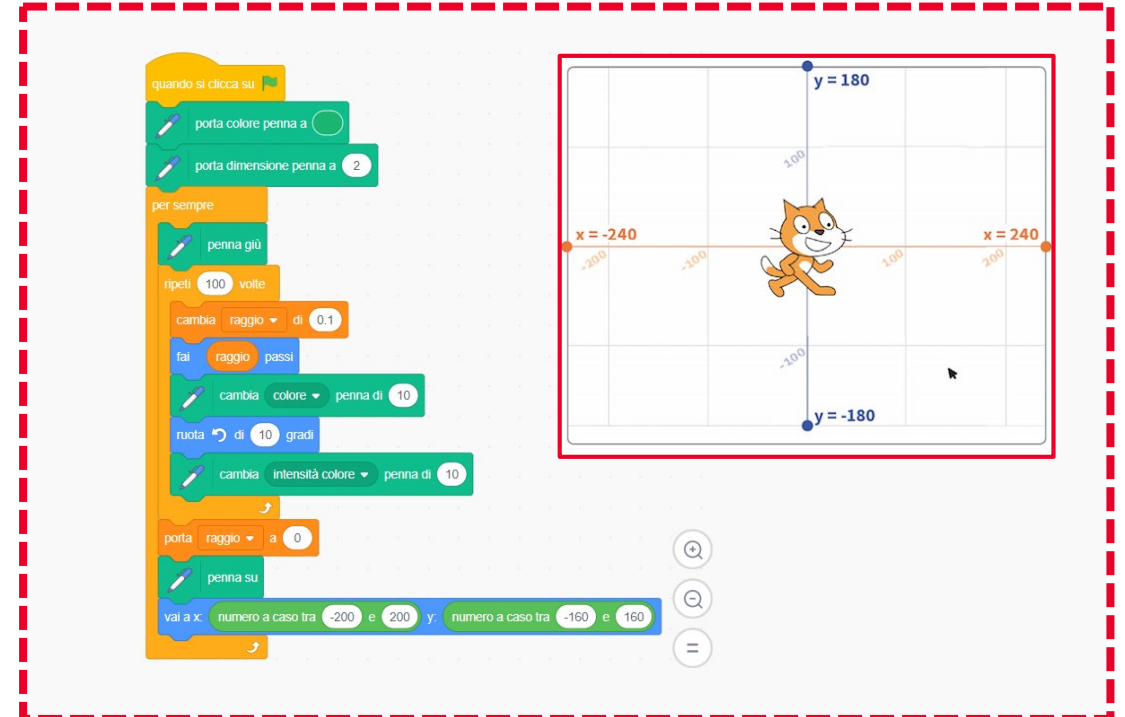 quando si clicca su
porta colore penna a
porta dimensione penna a 2
per sempre
penna giù
ripeti 100 volte
cambia raggio di 0.1
fai raggio passi
cambia colore penna di 10
ruota di 10 gradi
cambia intensità colore penna di 10
porta raggio a 0
penna su
vai a x: numero a caso tra -200 e 200 y: numero a caso tra -160 e 160
y = 180
100
x = -240 x = 240
-200 -100 100 200
-100
y = -180